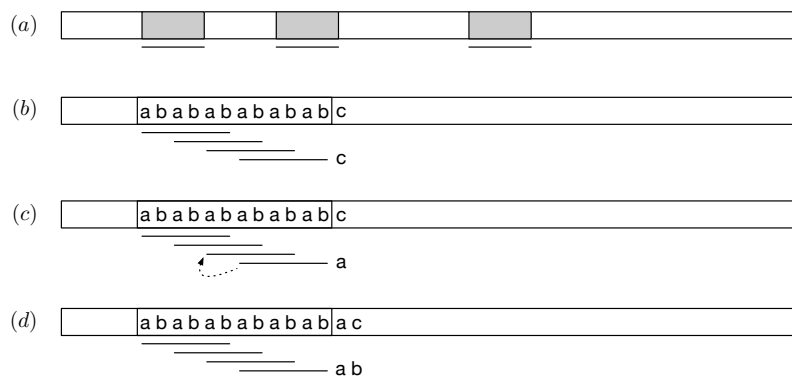 (a)
(b) a b a b a b a b a b a b c
c
(c) a b a b a b a b a b a b c
a
(d) a b a b a b a b a b a b a c
a b